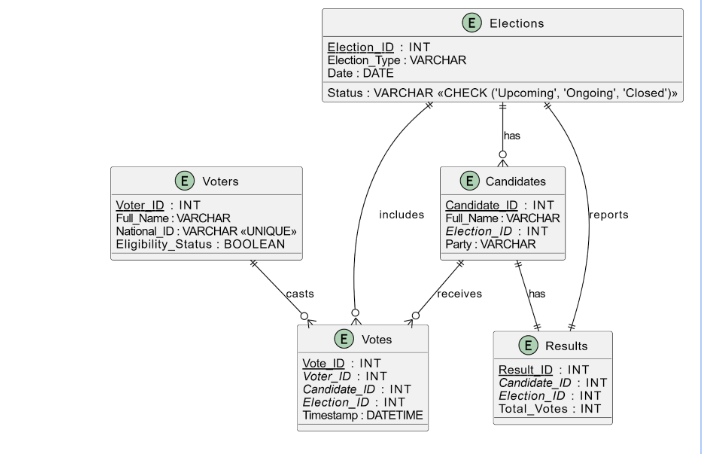 E Elections
Election_ID : INT
Election_Type : VARCHAR
Date : DATE
Status : VARCHAR «CHECK ('Upcoming', 'Ongoing', 'Closed')»
has
E Voters
Voter_ID : INT
Full_Name : VARCHAR
National_ID : VARCHAR «UNIQUE»
Eligibility_Status : BOOLEAN
includes
E Candidates
Candidate_ID : INT
Full_Name : VARCHAR
Election_ID : INT
Party : VARCHAR
reports
casts
receives
has
E Votes
Vote_ID : INT
Voter_ID : INT
Candidate_ID : INT
Election_ID : INT
Timestamp : DATETIME
E Results
Result_ID : INT
Candidate_ID : INT
Election_ID : INT
Total_Votes : INT